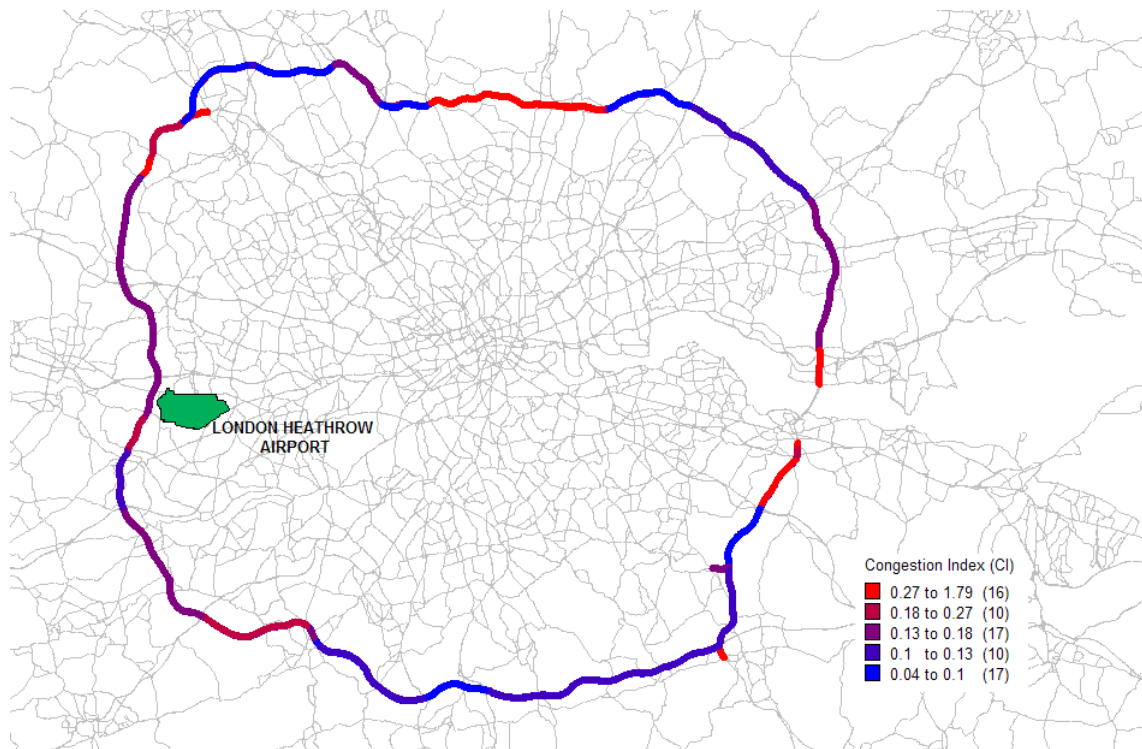 LONDON HEATHROW
AIRPORT
Congestion Index (CI)
0.27 to 1.79 (16)
0.18 to 0.27 (10)
0.13 to 0.18 (17)
0.1 to 0.13 (10)
0.04 to 0.1 (17)